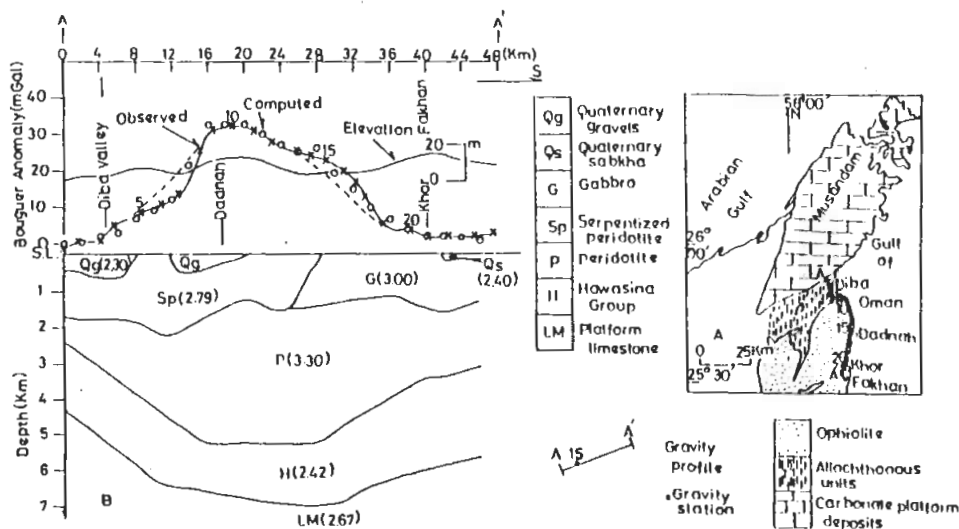 A
A'
0 4 8 12 16 20 24 28 32 36 40 44 48 (Km)
S
Bouguer Anomaly(mGal)
40
30
20
10
0
Observed
Computed
Elevation
20
0
m
5
10
15
20
Diba Valley
Dadnan
Khor Fakhan
S.L
Qg(2,30)
Qg
Sp(2.79)
G(3.00)
Qs
(2.40)
P(3.30)
H(2.42)
LM(2.67)
B
Depth(Km)
1
2
3
4
5
6
7
Qg
Quaternary
gravels
Qs
Quaternary
sabkha
G
Gabbro
Sp
Serpentized
peridotite
P
peridotite
H
Hawasina
Group
LM
Platform
limestone
56°00'
N
Arabian
Gulf
Musandam
Gulf
Of
Oman
26°
00'
Diba
A
15
Dadnah
20
Khor
Fakhan
A
0 25Km
25°30'
A 15 A'
Gravity
profile
Gravity
station
Ophiolite
Allochthonous
units
Carbonate platform
deposits